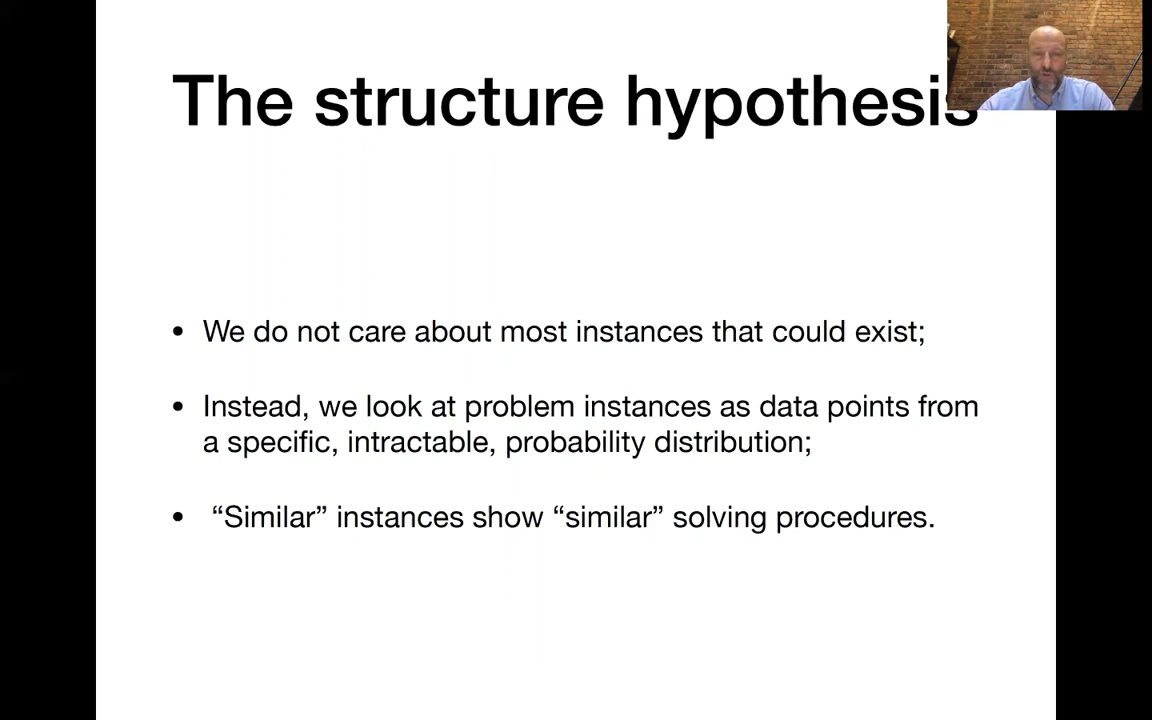 The structure hypothesis
• We do not care about most instances that could exist;
• Instead, we look at problem instances as data points from
a specific, intractable, probability distribution;
• “Similar” instances show “similar” solving procedures.